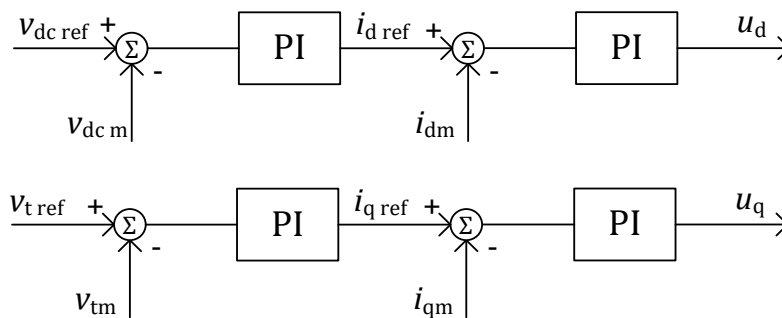 v_dc ref + Σ - PI i_d ref + Σ - PI u_d
v_dc m i_dm
v_t ref + Σ - PI i_q ref + Σ - PI u_q
v_tm i_qm